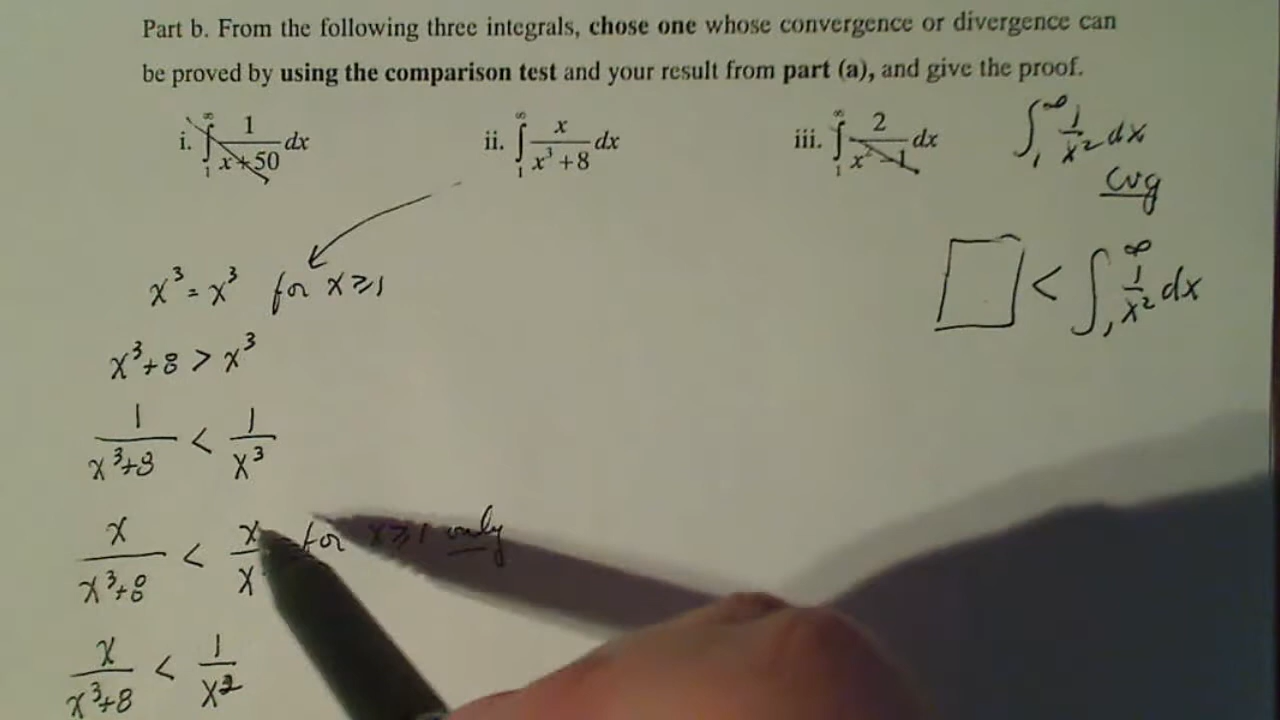 Part b. From the following three integrals, chose one whose convergence or divergence can
be proved by using the comparison test and your result from part (a), and give the proof.
i. ∫₁^∞ 1/(x+50) dx ii. ∫₁^∞ x/(x³+8) dx iii. ∫₁^∞ 2/(x²-1) dx ∫₁^∞ 1/x² dx
cvg
□ < ∫₁^∞ 1/x² dx
x³ = x³ for x ≥ 1
x³+8 > x³
1/(x³+8) < 1/x³
x/(x³+8) < x/x for x ≥ 1 only
x/(x³+8) < 1/x²